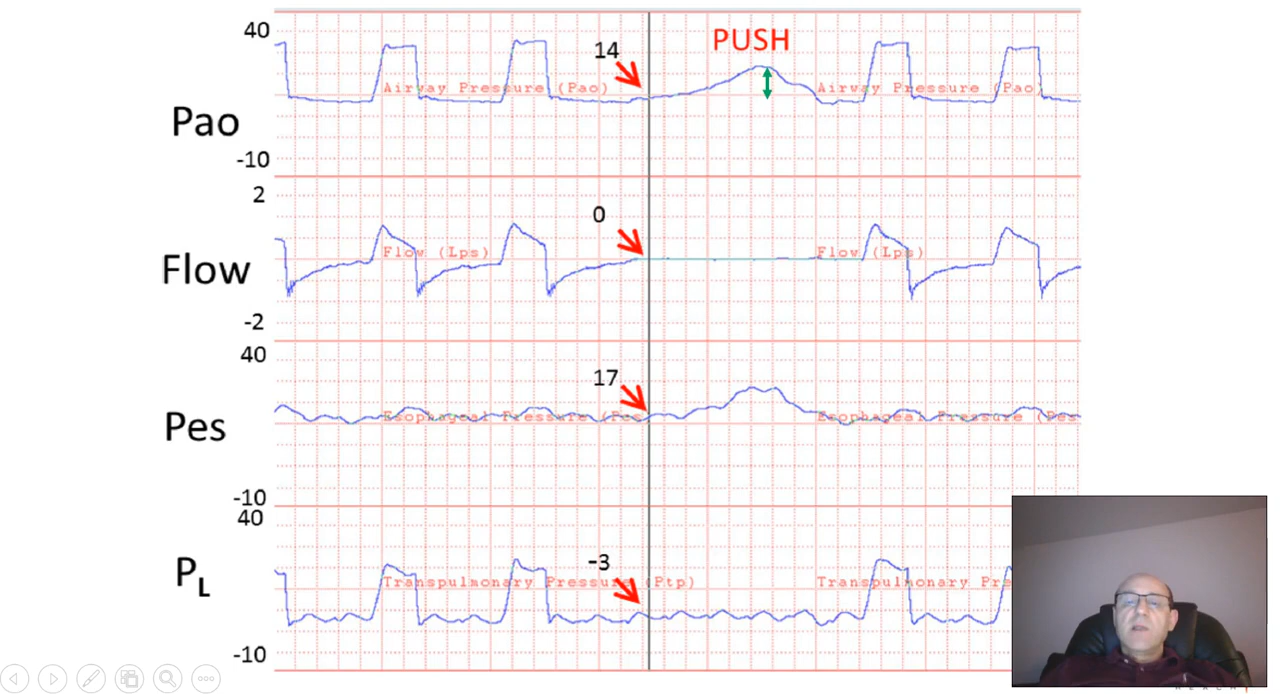 40
14
PUSH
Airway Pressure (Pao)
Airway Pressure (Pao)
Pao
-10
2
0
Flow (Lps)
Flow (Lps)
Flow
-2
40
17
Esophageal Pressure (Pes
Esophageal Pressure (Pes
Pes
-10
40
-3
Transpulmonary Pressure (Ptp)
Transpulmonary Pre
PL
-10